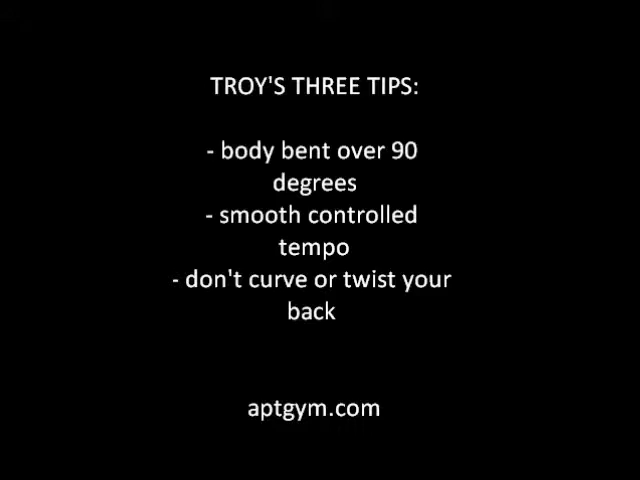 TROY'S THREE TIPS:
- body bent over 90
degrees
- smooth controlled
tempo
- don't curve or twist your
back
aptgym.com